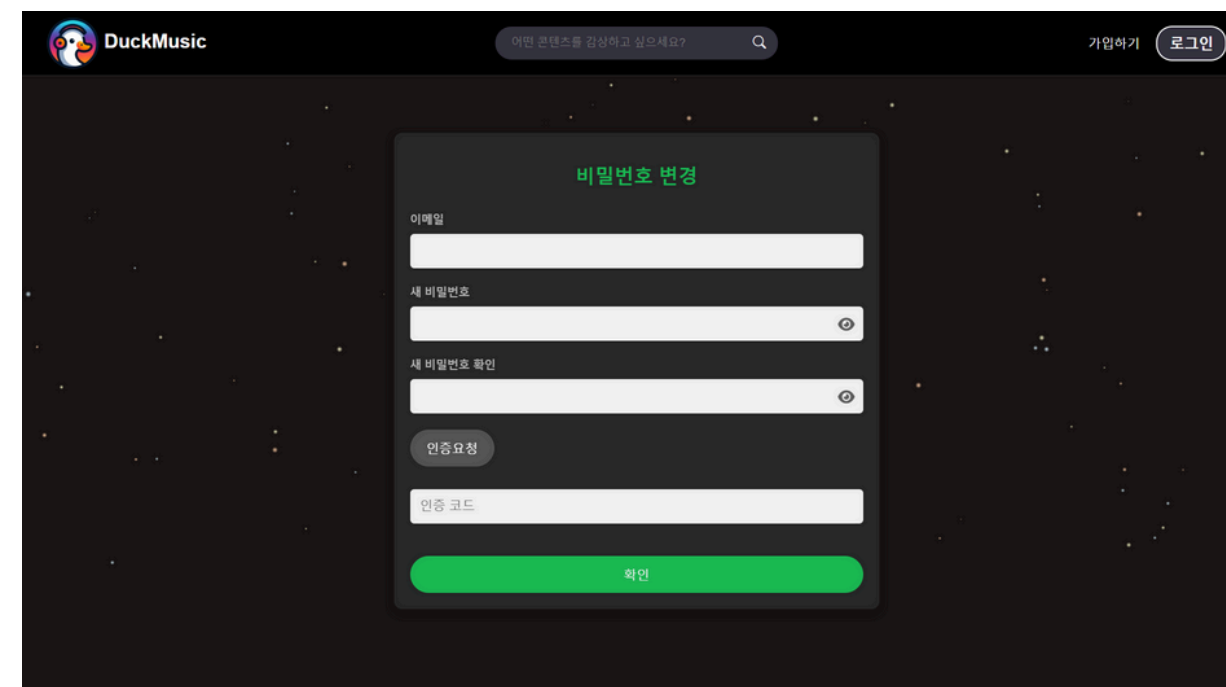 DuckMusic
어떤 콘텐츠를 감상하고 싶으세요?
가입하기
로그인
비밀번호 변경
이메일
새 비밀번호
새 비밀번호 확인
인증요청
인증 코드
확인